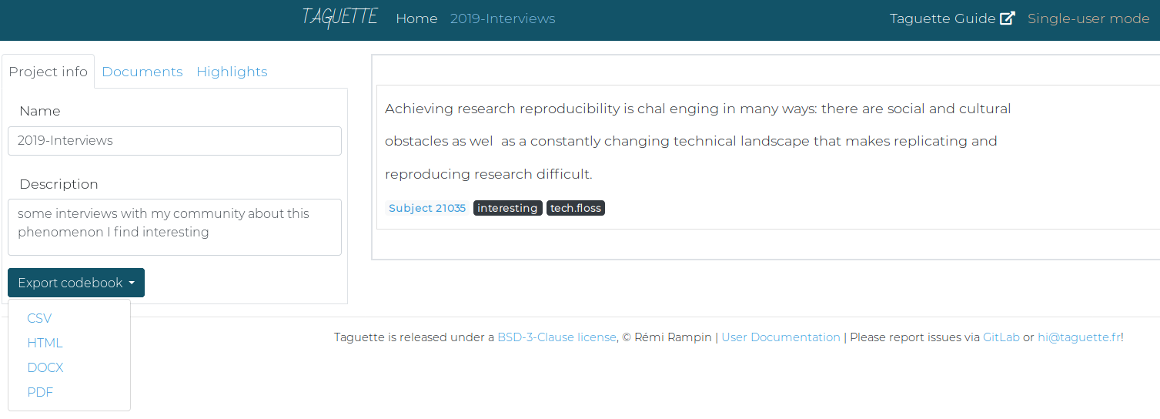 TAGUETTE Home 2019-Interviews Taguette Guide Single-user mode
Project info Documents Highlights
Name
2019-Interviews
Description
some interviews with my community about this
phenomenon I find interesting
Export codebook
CSV
HTML
DOCX
PDF
Achieving research reproducibility is chal enging in many ways: there are social and cultural
obstacles as wel  as a constantly changing technical landscape that makes replicating and
reproducing research difficult.
Subject 21035 interesting tech.floss
Taguette is released under a BSD-3-Clause license, © Rémi Rampin | User Documentation | Please report issues via GitLab or hi@taguette.fr!